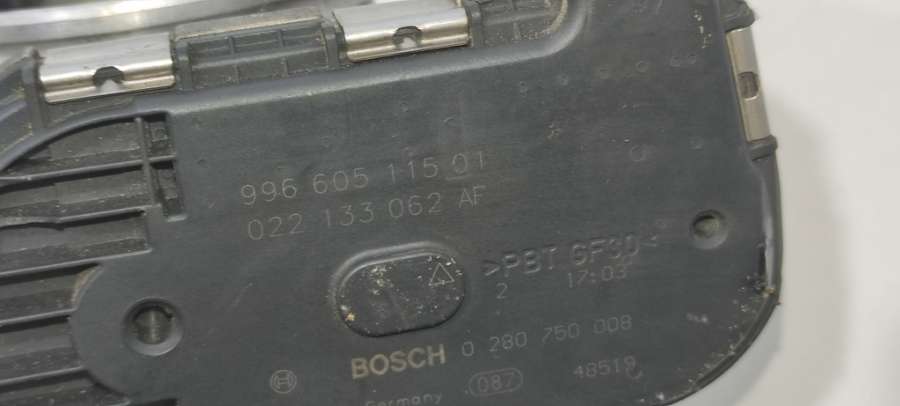 996 605 115 01
022 133 062 AF
>PBT GF30<
2 17:03
BOSCH 0 280 750 008
Germany 087 48519